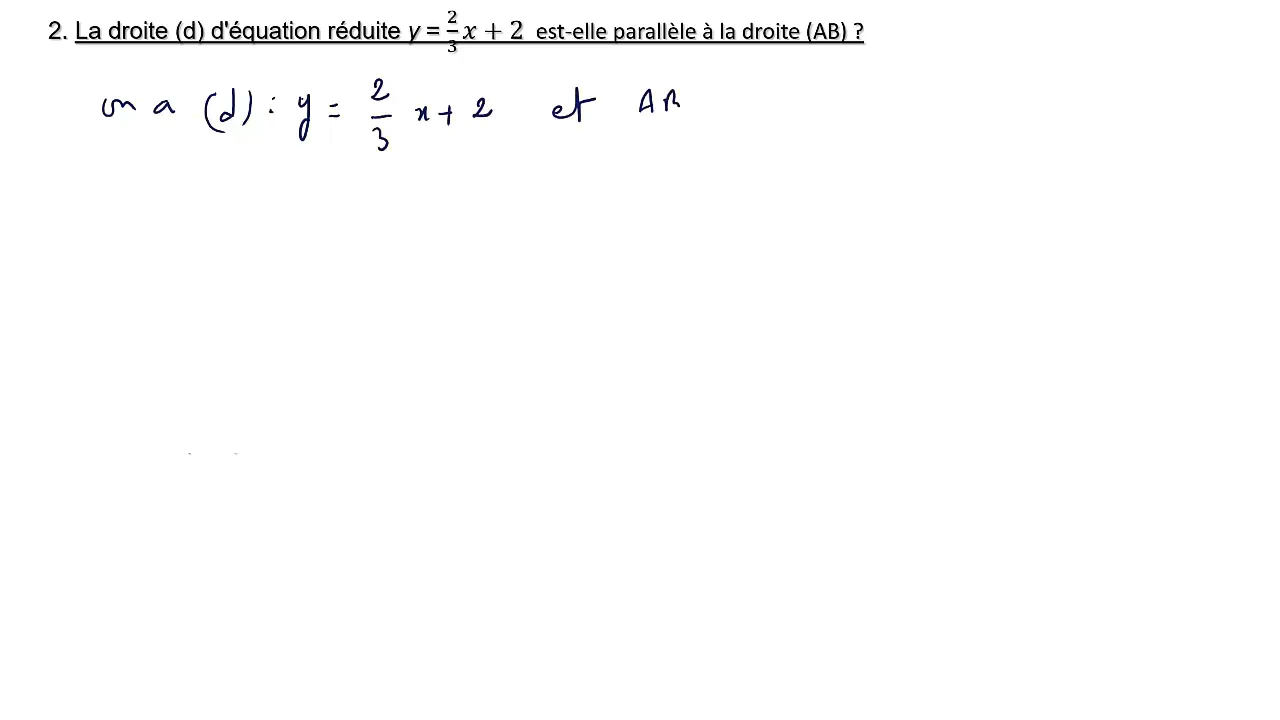 2. La droite (d) d'équation réduite y = 2/3 x + 2 est-elle parallèle à la droite (AB) ?
on a (d) : y = 2/3 x + 2 et AB